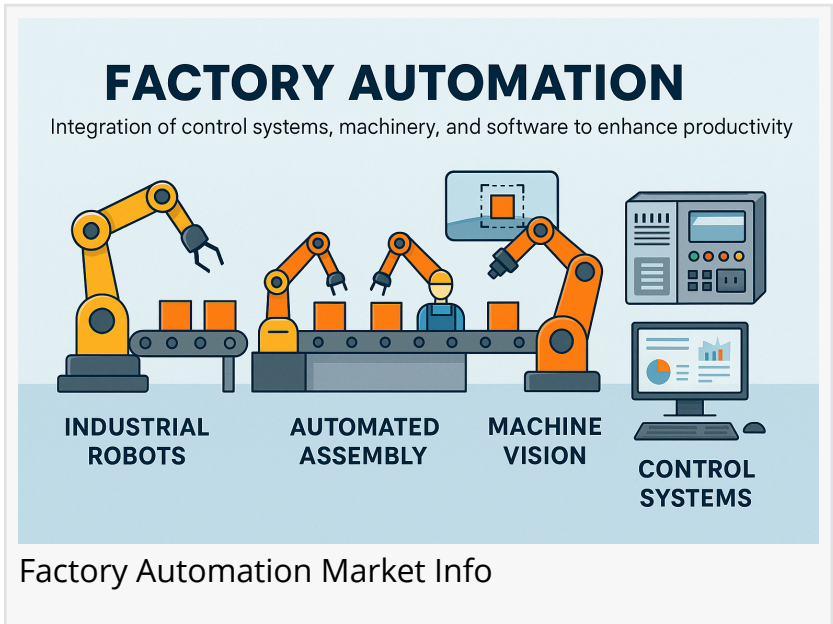 FACTORY AUTOMATION
Integration of control systems, machinery, and software to enhance productivity
INDUSTRIAL
ROBOTS
AUTOMATED
ASSEMBLY
MACHINE
VISION
CONTROL
SYSTEMS
Factory Automation Market Info